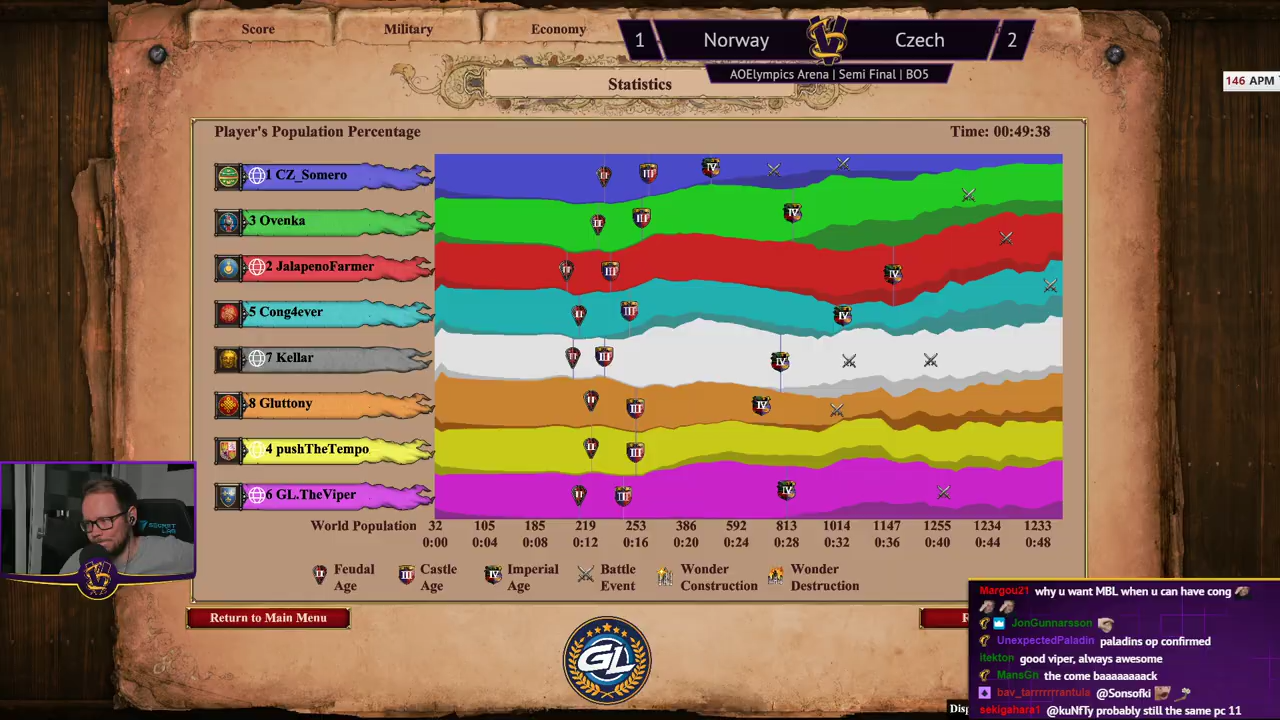 Score
Military
Economy
1 Norway Czech 2
AOElympics Arena | Semi Final | BO5
146 APM
Statistics
Player's Population Percentage
Time: 00:49:38
1 CZ_Somero
3 Ovenka
2 JalapenoFarmer
5 Cong4ever
7 Kellar
8 Gluttony
4 pushTheTempo
6 GL.TheViper
World Population 32 105 185 219 253 386 592 813 1014 1147 1255 1234 1233
0:00 0:04 0:08 0:12 0:16 0:20 0:24 0:28 0:32 0:36 0:40 0:44 0:48
Feudal Age
Castle Age
Imperial Age
Battle Event
Wonder Construction
Wonder Destruction
Return to Main Menu
GL
SECRET LAB
Margou21 why u want MBL when u can have cong
JonGunnarsson
UnexpectedPaladin paladins op confirmed
itekton good viper, always awesome
MansGn the come baaaaaaaack
bav_tarrrrrrrantula @Sonsofki
sekigahara1 @kuNfTy probably still the same pc 11